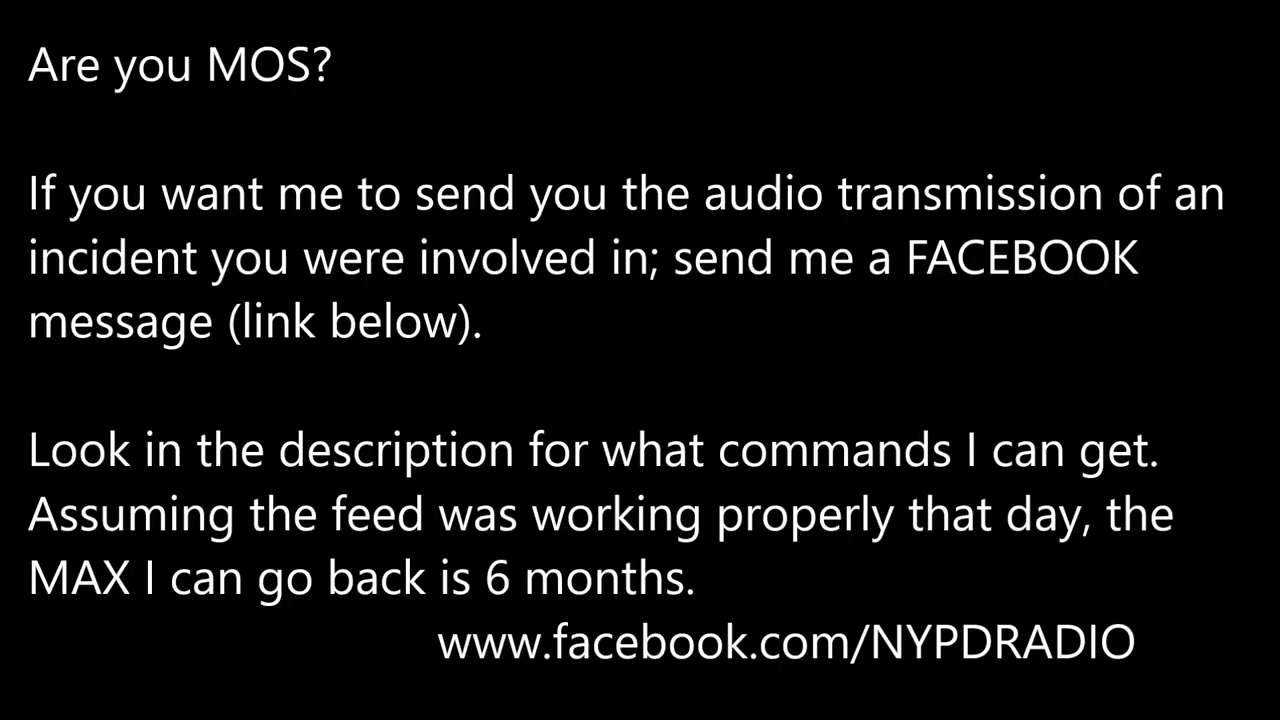 Are you MOS?
If you want me to send you the audio transmission of an
incident you were involved in; send me a FACEBOOK
message (link below).
Look in the description for what commands I can get.
Assuming the feed was working properly that day, the
MAX I can go back is 6 months.
www.facebook.com/NYPDRADIO